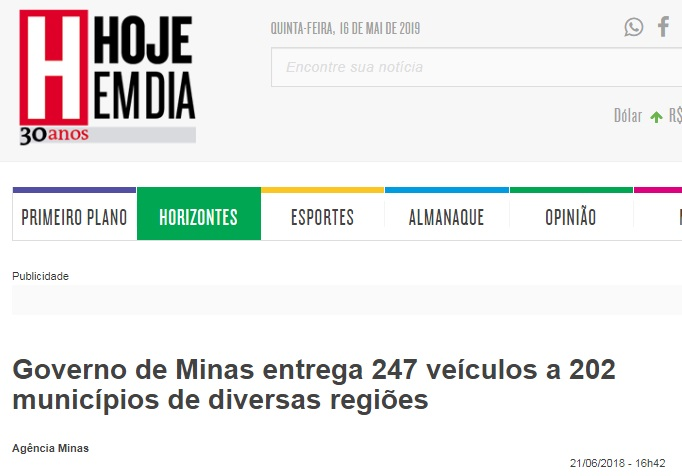 HOJE
EM DIA
30 anos
QUINTA-FEIRA, 16 DE MAI DE 2019
Encontre sua notícia
Dólar R$
PRIMEIRO PLANO HORIZONTES ESPORTES ALMANAQUE OPINIÃO
Publicidade
Governo de Minas entrega 247 veículos a 202
municípios de diversas regiões
Agência Minas
21/06/2018 - 16h42